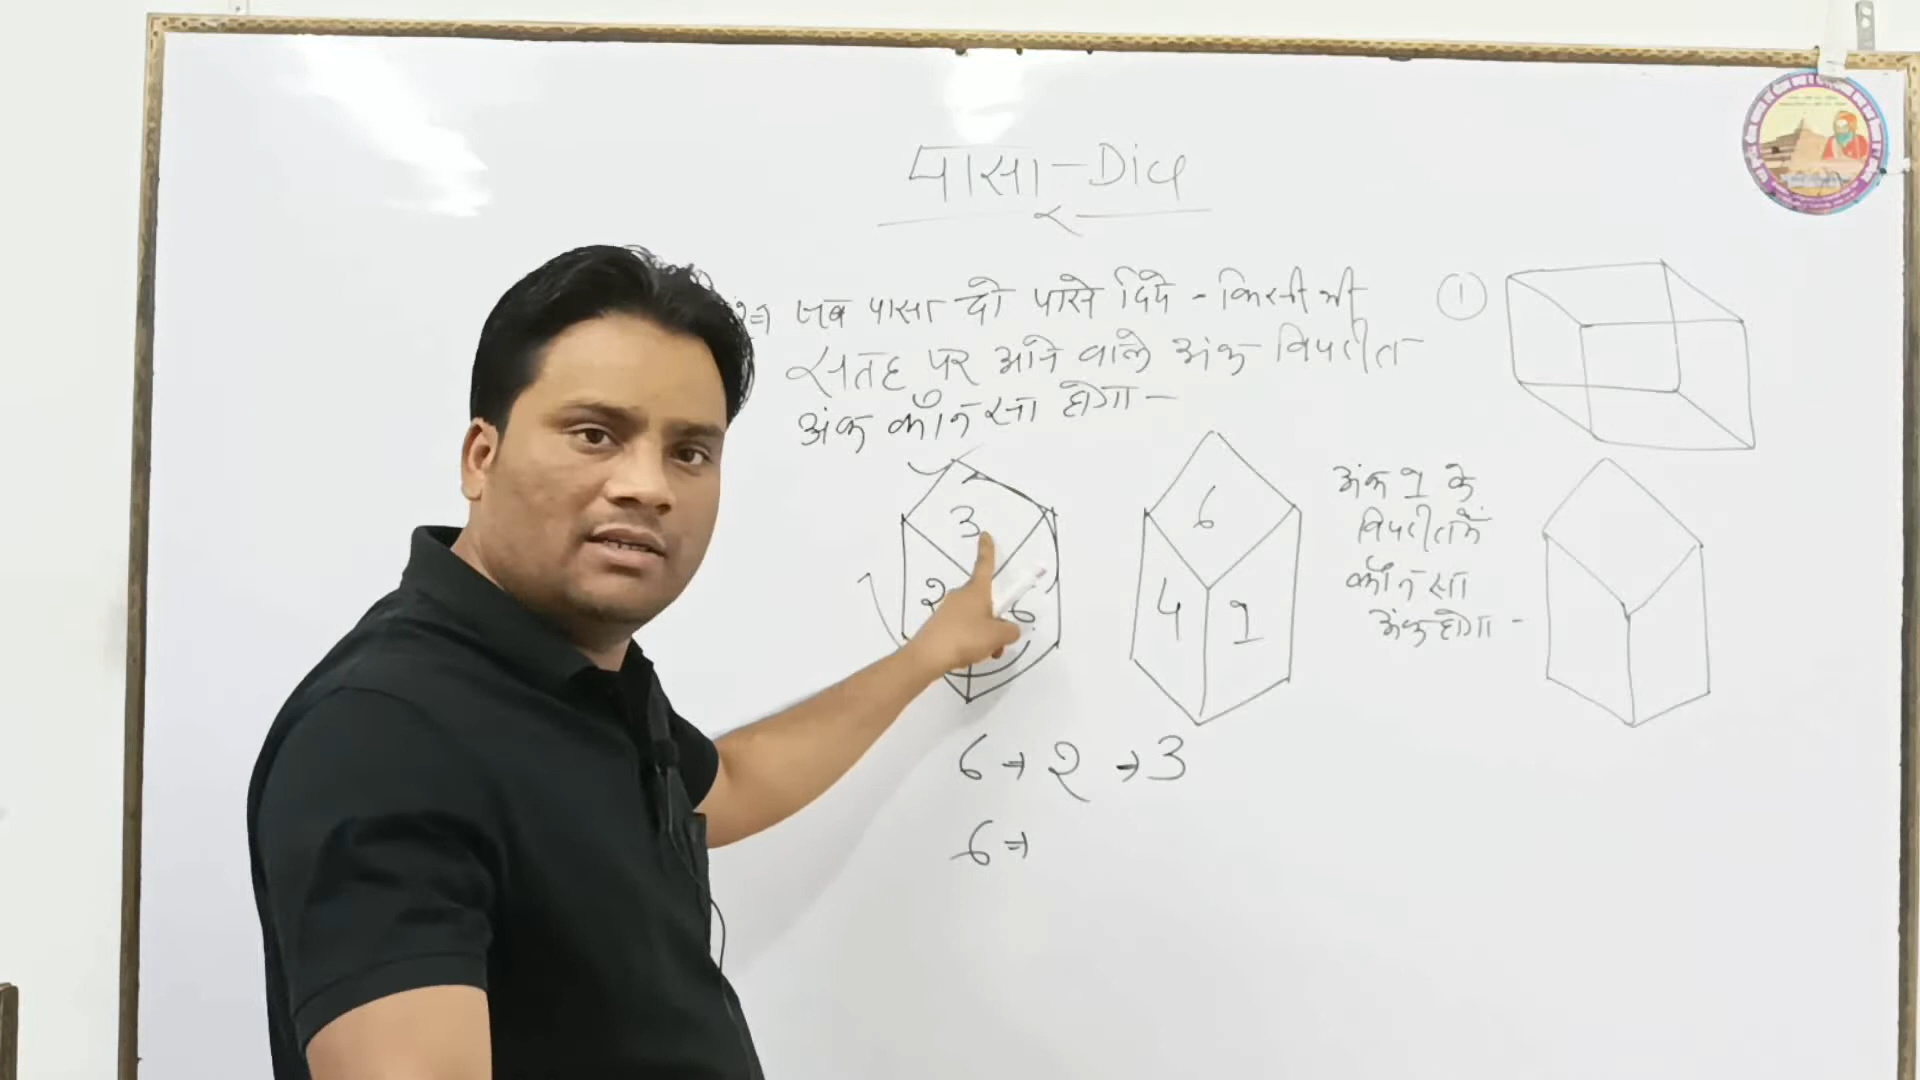 पासा - Dice
जब पासा दो पासे दिये - किसी भी
सतह पर आने वाले अंक विपरीत
अंक कौन सा होगा -
1
3
2 6
6
4 1
अंक 1 के
विपरीत में
कौन सा
अंक होगा -
6 → 2 → 3
6 →